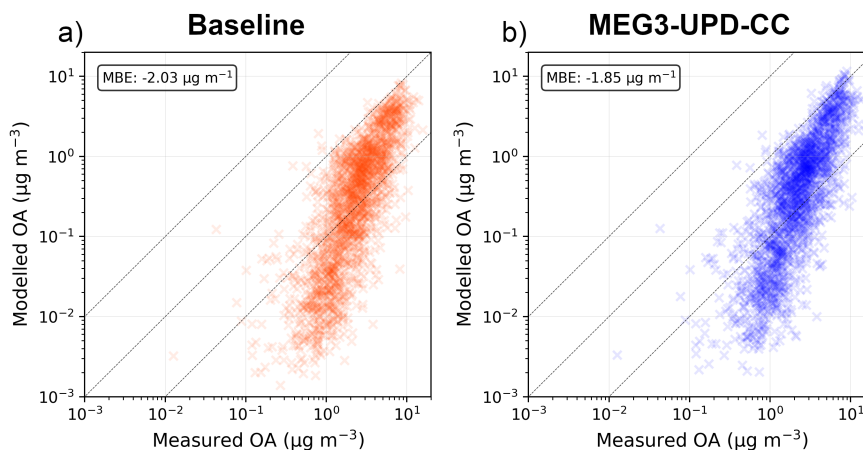 Baseline
MEG3-UPD-CC
a)
b)
MBE: -2.03 µg m⁻¹
MBE: -1.85 µg m⁻¹
Modelled OA (µg m⁻³)
10¹
10⁰
10⁻¹
10⁻²
10⁻³
10⁻³
10⁻²
10⁻¹
10⁰
10¹
Measured OA (µg m⁻³)
Modelled OA (µg m⁻³)
10¹
10⁰
10⁻¹
10⁻²
10⁻³
10⁻³
10⁻²
10⁻¹
10⁰
10¹
Measured OA (µg m⁻³)